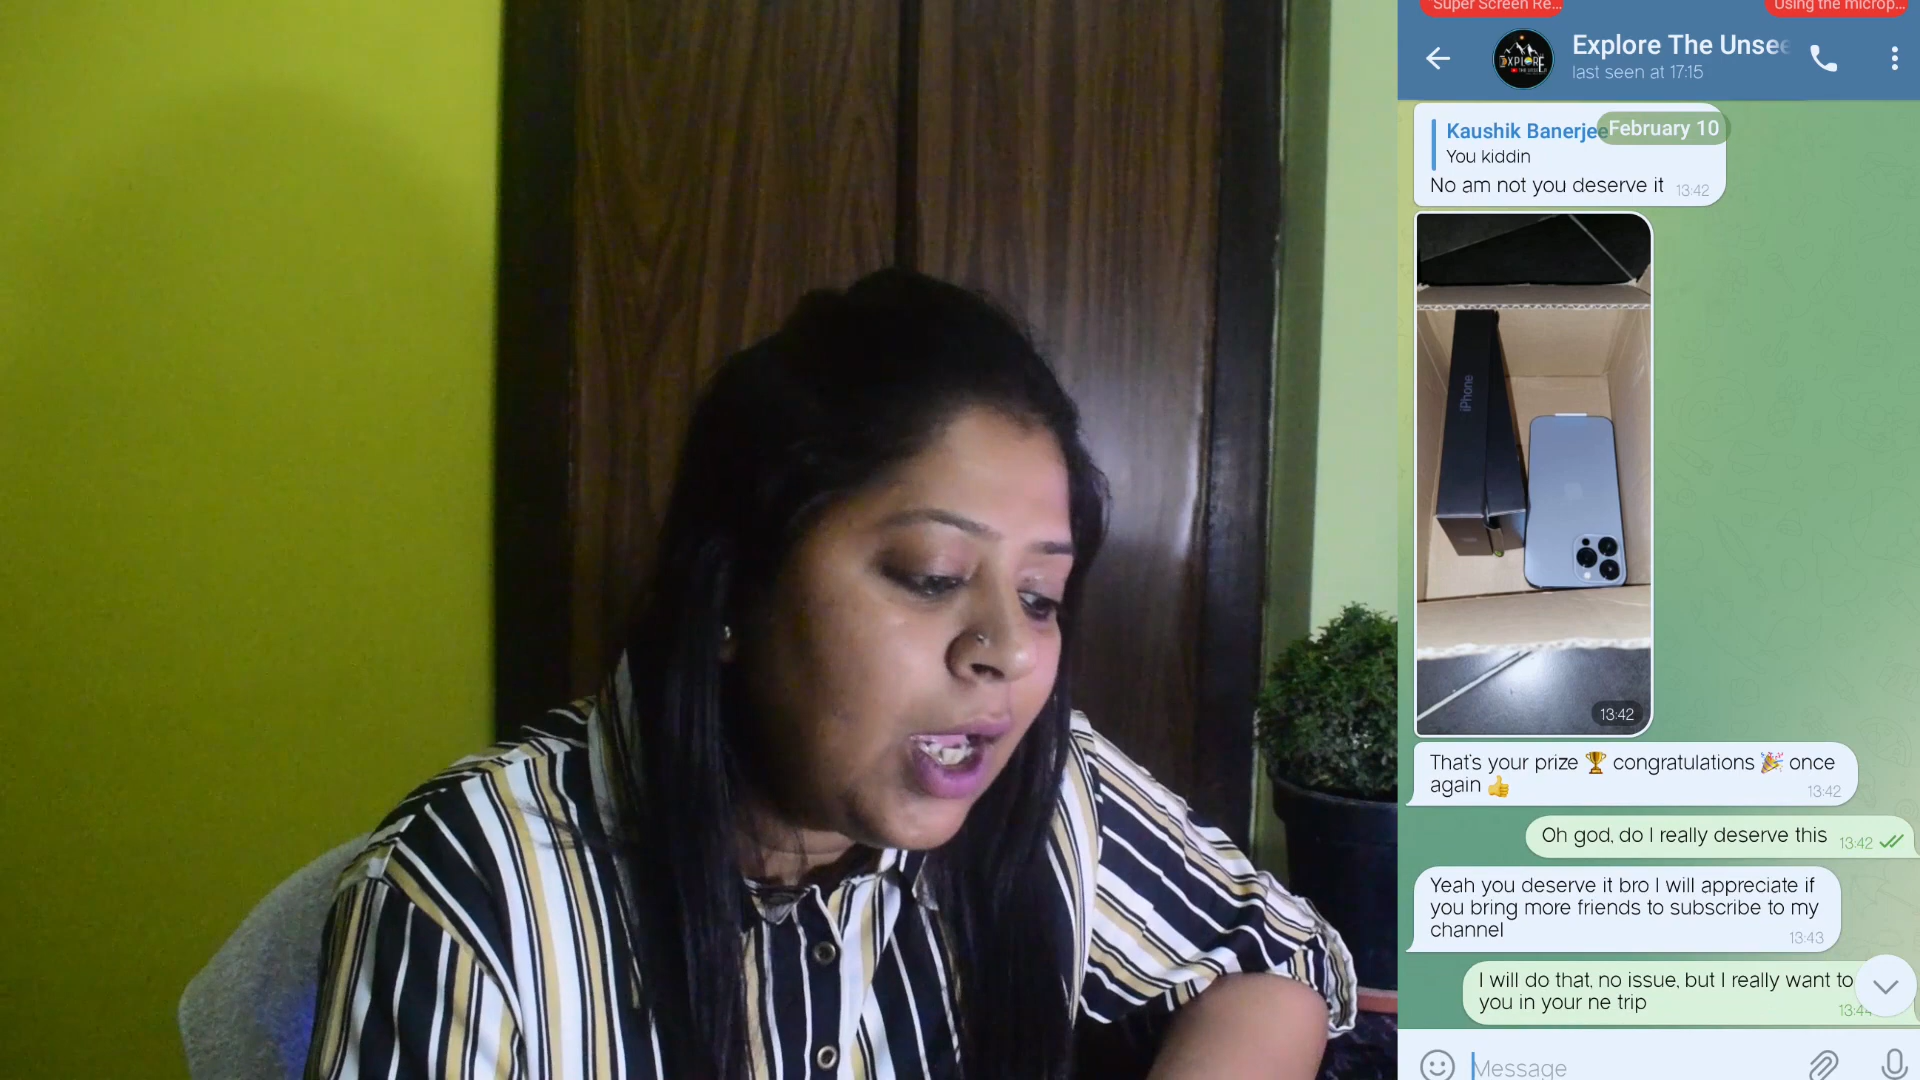 Super Screen Re...
Using the microp...
Explore The Unsee
last seen at 17:15
EXPLORE
February 10
Kaushik Banerjee
You kiddin
No am not you deserve it 13:42
iPhone
13:42
That's your prize 🏆 congratulations 🎉 once
again 👍 13:42
Oh god, do I really deserve this 13:42
Yeah you deserve it bro I will appreciate if
you bring more friends to subscribe to my
channel 13:43
I will do that, no issue, but I really want to
you in your ne trip 13:44
Message